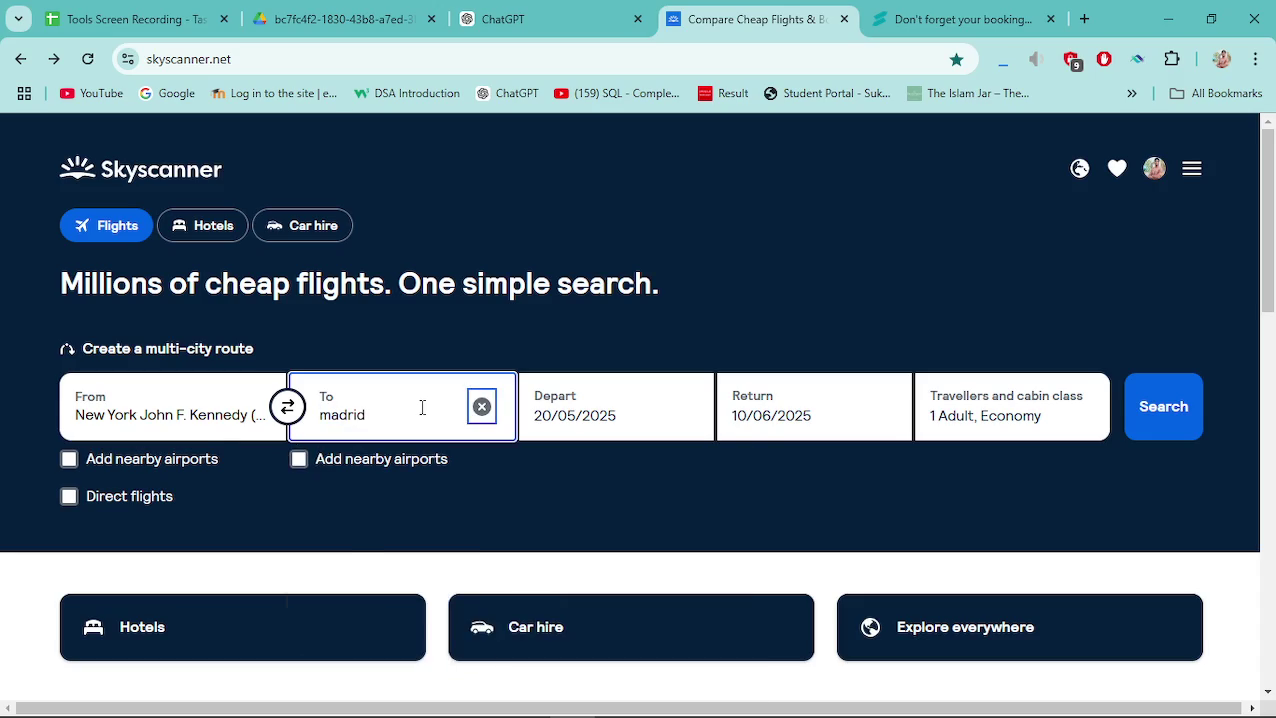 Tools Screen Recording - Tas
bc7fc4f2-1830-43b8-a7ed-3
ChatGPT
Compare Cheap Flights & Bo
Don't forget your booking...
skyscanner.net
9
YouTube
Google
Log in to the site | e...
DSA Introduction
ChatGPT
(159) SQL - Comple...
Result
Student Portal - Suk...
The Islam Jar – The...
All Bookmarks
Skyscanner
Flights
Hotels
Car hire
Millions of cheap flights. One simple search.
Create a multi-city route
From
New York John F. Kennedy (...
To
madrid
Depart
20/05/2025
Return
10/06/2025
Travellers and cabin class
1 Adult, Economy
Search
Add nearby airports
Add nearby airports
Direct flights
Hotels
Car hire
Explore everywhere